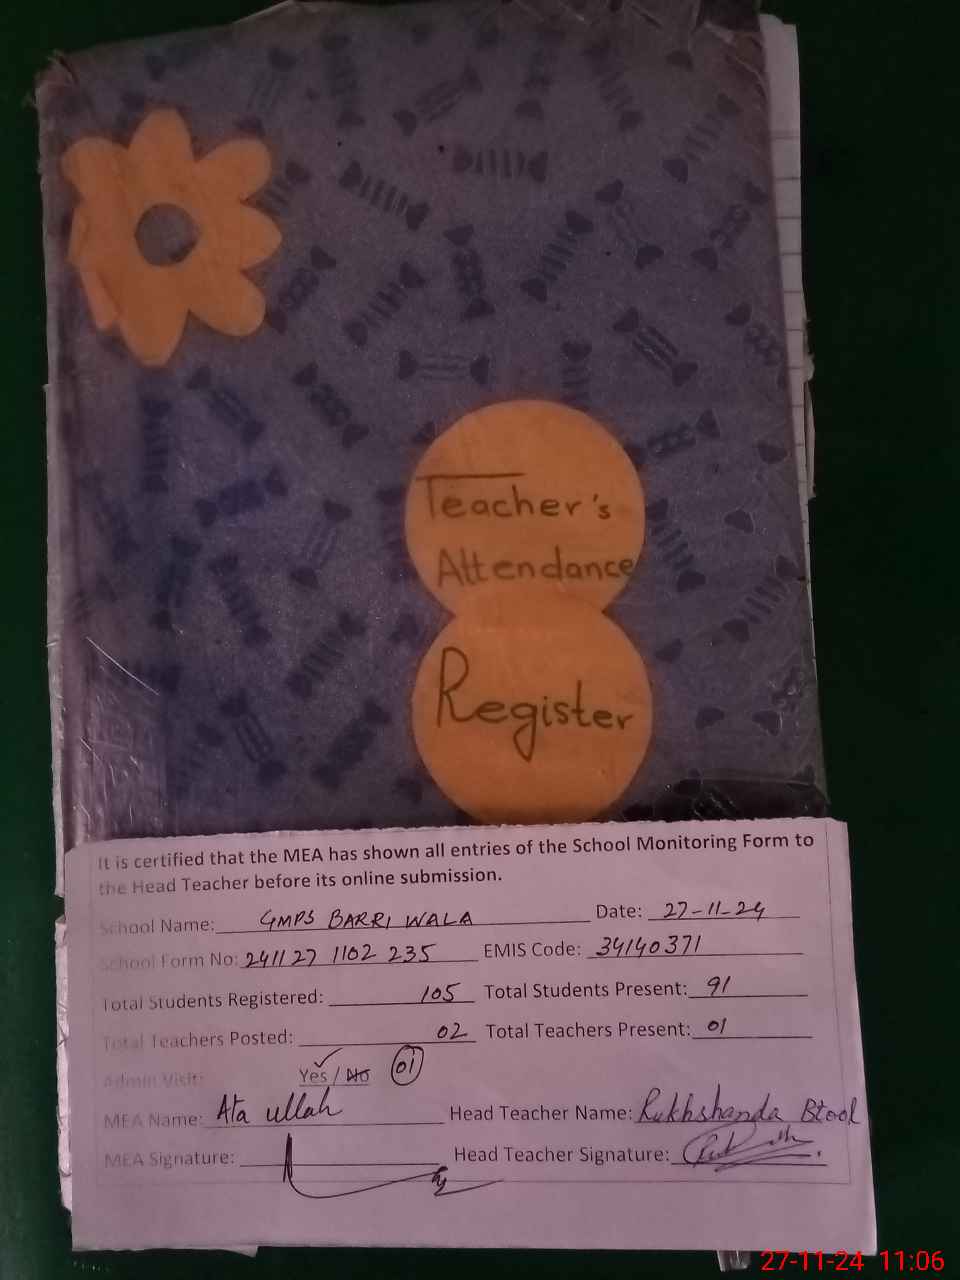 Teacher's
Attendance
Register
It is certified that the MEA has shown all entries of the School Monitoring Form to
the Head Teacher before its online submission.
School Name: GMPS BARRI WALA Date: 27-11-24
School Form No: 241127 1102 235 EMIS Code: 34140371
Total Students Registered: 105 Total Students Present: 91
Total Teachers Posted: 02 Total Teachers Present: 01
Admin Visit: Yes / No 01
MEA Name: Ata ullah Head Teacher Name: Rukhshanda Btool
MEA Signature: Head Teacher Signature:
27-11-24 11:06